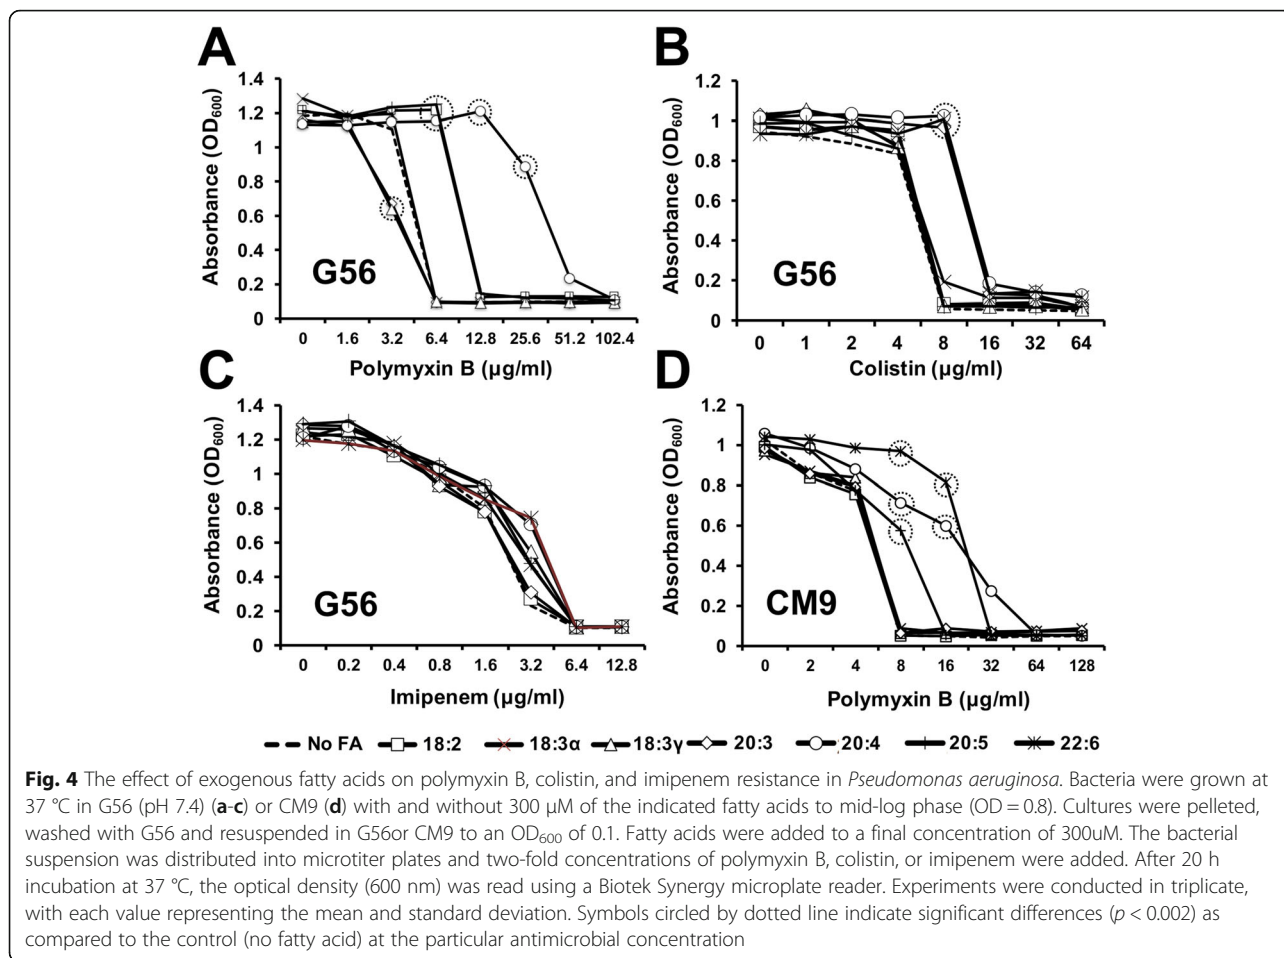 A
B
1.4
1.2
1
0.8
0.6
0.4
0.2
0
Absorbance (OD600)
G56
0 1.6 3.2 6.4 12.8 25.6 51.2 102.4
Polymyxin B (µg/ml)
1.2
1
0.8
0.6
0.4
0.2
0
Absorbance (OD600)
G56
0 1 2 4 8 16 32 64
Colistin (µg/ml)
C
D
1.4
1.2
1
0.8
0.6
0.4
0.2
0
Absorbance (OD600)
G56
0 0.2 0.4 0.8 1.6 3.2 6.4 12.8
Imipenem (µg/ml)
1.2
1
0.8
0.6
0.4
0.2
0
Absorbance (OD600)
CM9
0 2 4 8 16 32 64 128
Polymyxin B (µg/ml)
No FA 18:2 18:3α 18:3γ 20:3 20:4 20:5 22:6
Fig. 4 The effect of exogenous fatty acids on polymyxin B, colistin, and imipenem resistance in Pseudomonas aeruginosa. Bacteria were grown at
37 °C in G56 (pH 7.4) (a-c) or CM9 (d) with and without 300 µM of the indicated fatty acids to mid-log phase (OD = 0.8). Cultures were pelleted,
washed with G56 and resuspended in G56or CM9 to an OD600 of 0.1. Fatty acids were added to a final concentration of 300uM. The bacterial
suspension was distributed into microtiter plates and two-fold concentrations of polymyxin B, colistin, or imipenem were added. After 20 h
incubation at 37 °C, the optical density (600 nm) was read using a Biotek Synergy microplate reader. Experiments were conducted in triplicate,
with each value representing the mean and standard deviation. Symbols circled by dotted line indicate significant differences (p < 0.002) as
compared to the control (no fatty acid) at the particular antimicrobial concentration